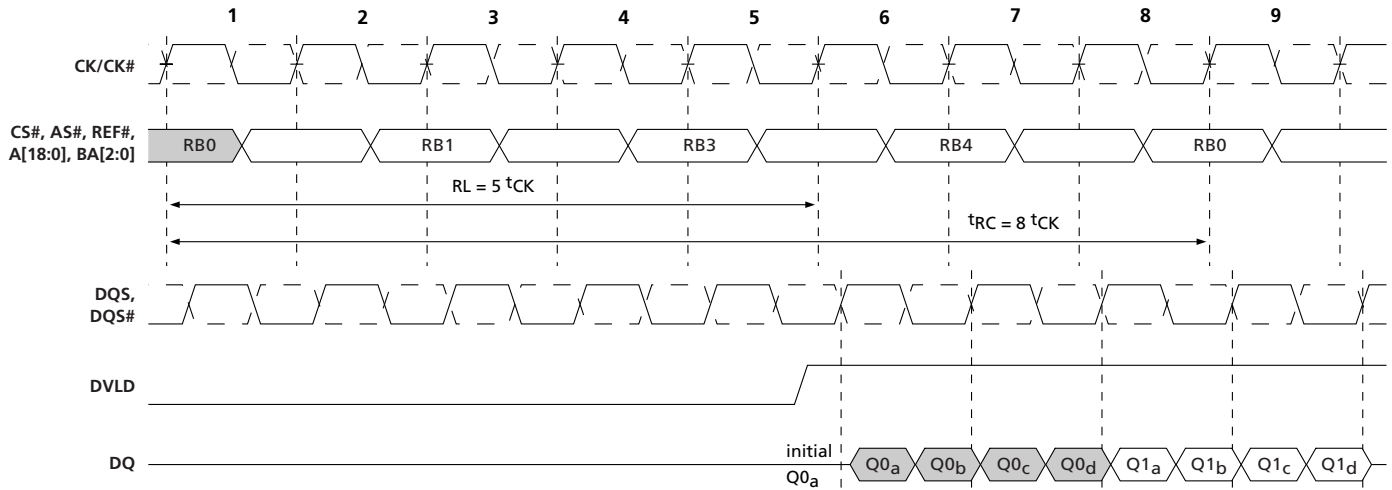 1 2 3 4 5 6 7 8 9
CK/CK#
CS#, AS#, REF#,
A[18:0], BA[2:0]
RB0 RB1 RB3 RB4 RB0
RL = 5 tCK
tRC = 8 tCK
DQS,
DQS#
DVLD
DQ
initial
Q0a
Q0a Q0b Q0c Q0d Q1a Q1b Q1c Q1d